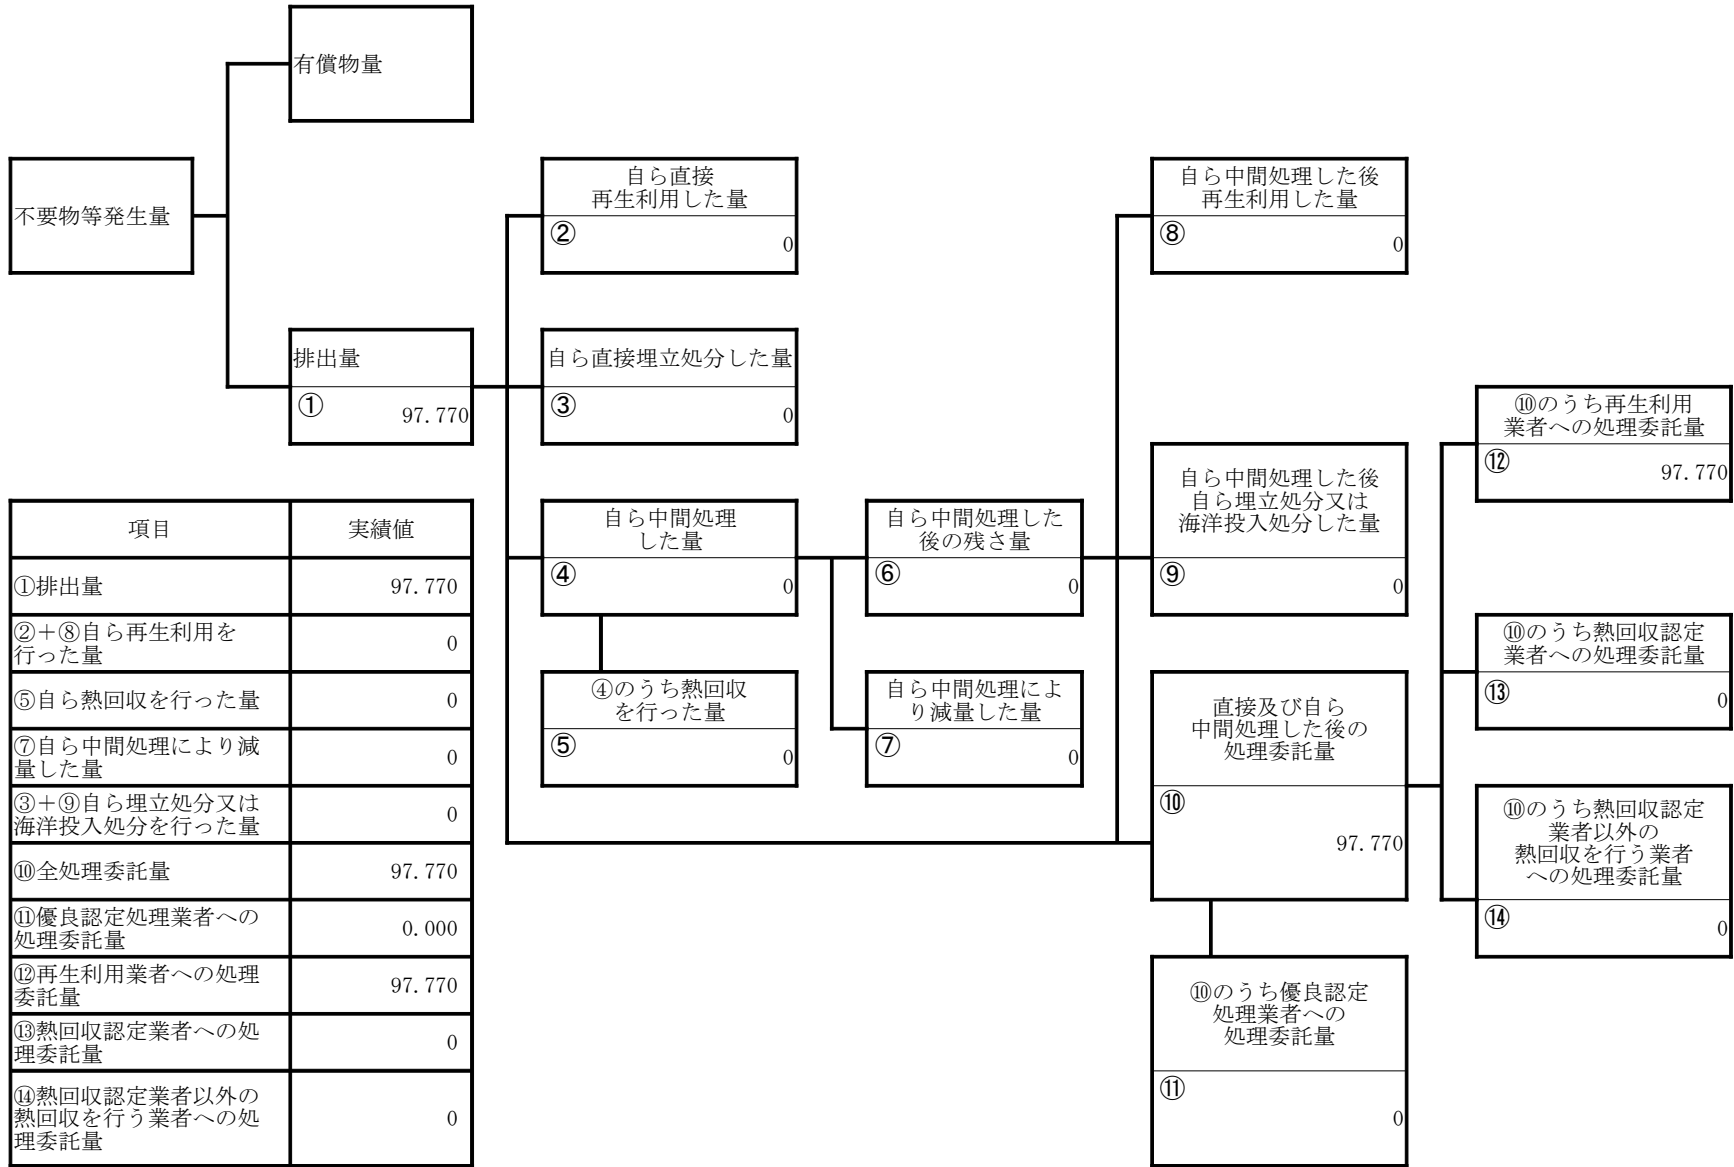 有償物量
不要物等発生量
自ら直接
再生利用した量
②
0
自ら中間処理した後
再生利用した量
⑧
0
排出量
①
97.770
自ら直接埋立処分した量
③
0
⑩のうち再生利用
業者への処理委託量
⑫
97.770
自ら中間処理
した量
④
0
自ら中間処理した
後の残さ量
⑥
0
自ら中間処理した後
自ら埋立処分又は
海洋投入処分した量
⑨
0
⑩のうち熱回収認定
業者への処理委託量
⑬
0
④のうち熱回収
を行った量
⑤
0
自ら中間処理によ
り減量した量
⑦
0
直接及び自ら
中間処理した後の
処理委託量
⑩
97.770
⑩のうち熱回収認定
業者以外の
熱回収を行う業者
への処理委託量
⑭
0
⑩のうち優良認定
処理業者への
処理委託量
⑪
0
項目
実績値
①排出量
97.770
②＋⑧自ら再生利用を
行った量
0
⑤自ら熱回収を行った量
0
⑦自ら中間処理により減
量した量
0
③＋⑨自ら埋立処分又は
海洋投入処分を行った量
0
⑩全処理委託量
97.770
⑪優良認定処理業者への
処理委託量
0.000
⑫再生利用業者への処理
委託量
97.770
⑬熱回収認定業者への処
理委託量
0
⑭熱回収認定業者以外の
熱回収を行う業者への処
理委託量
0